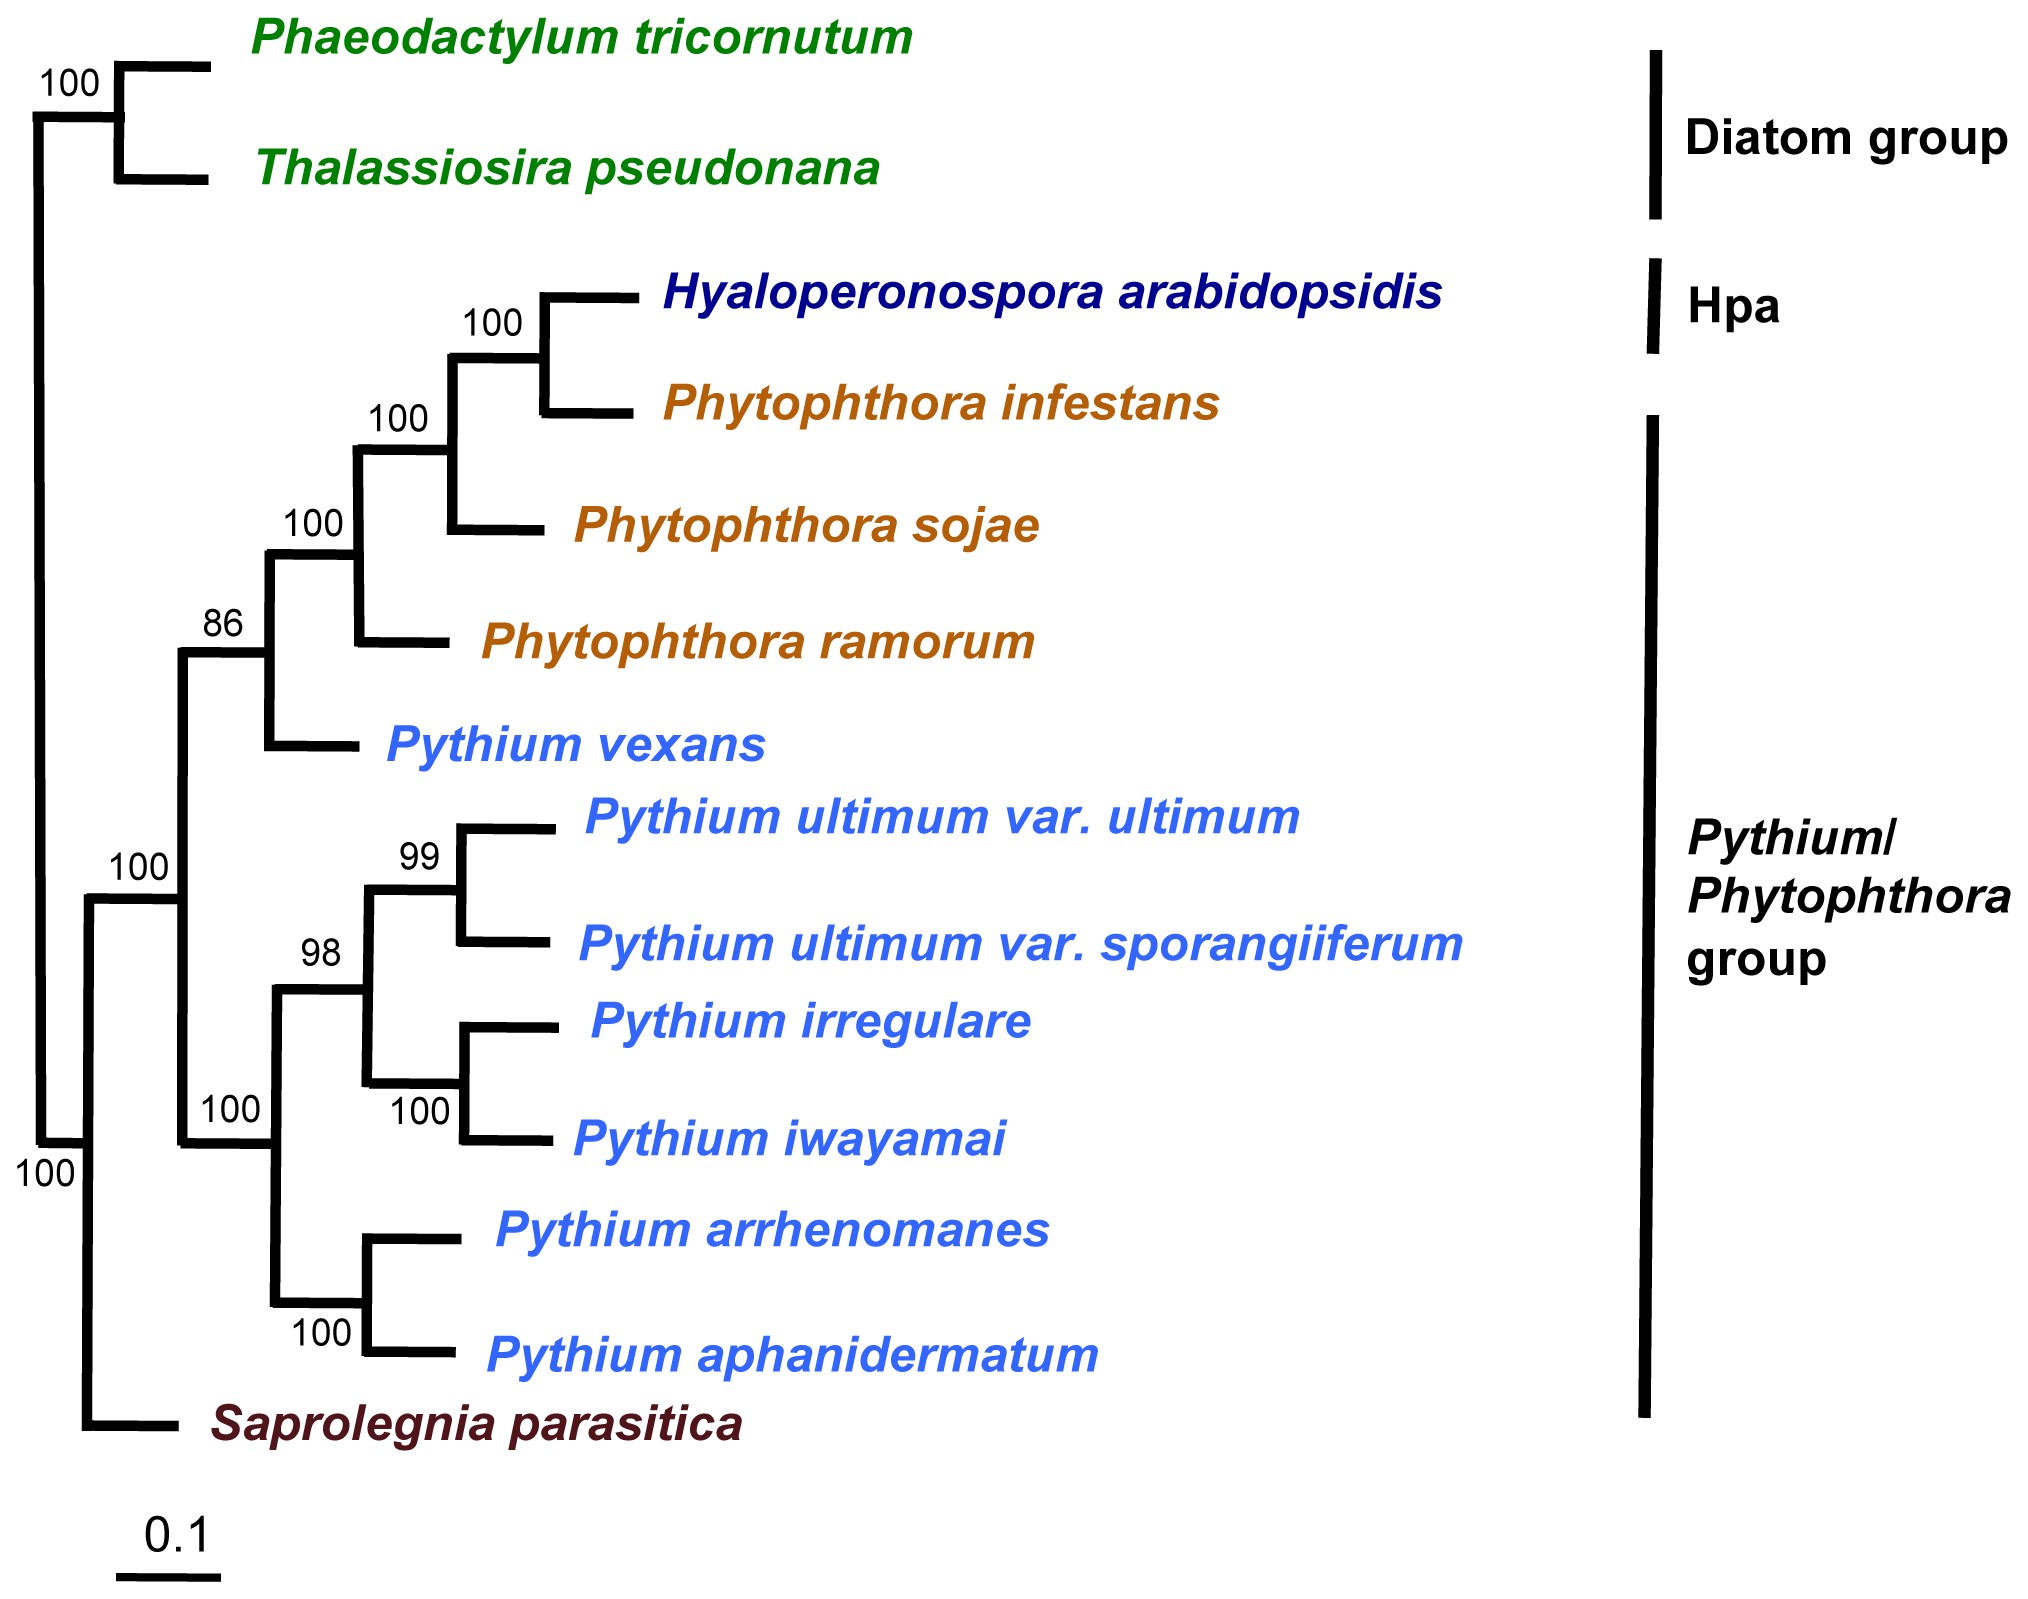 Phaeodactylum tricornutum
100
Thalassiosira pseudonana
Diatom group
Hyaloperonospora arabidopsidis
Hpa
100
Phytophthora infestans
100
Phytophthora sojae
100
Phytophthora ramorum
86
Pythium vexans
Pythium ultimum var. ultimum
99
100
Pythium ultimum var. sporangiiferum
98
Pythium/
Phytophthora
group
Pythium irregulare
100
100
Pythium iwayamai
100
Pythium arrhenomanes
100
Pythium aphanidermatum
Saprolegnia parasitica
0.1